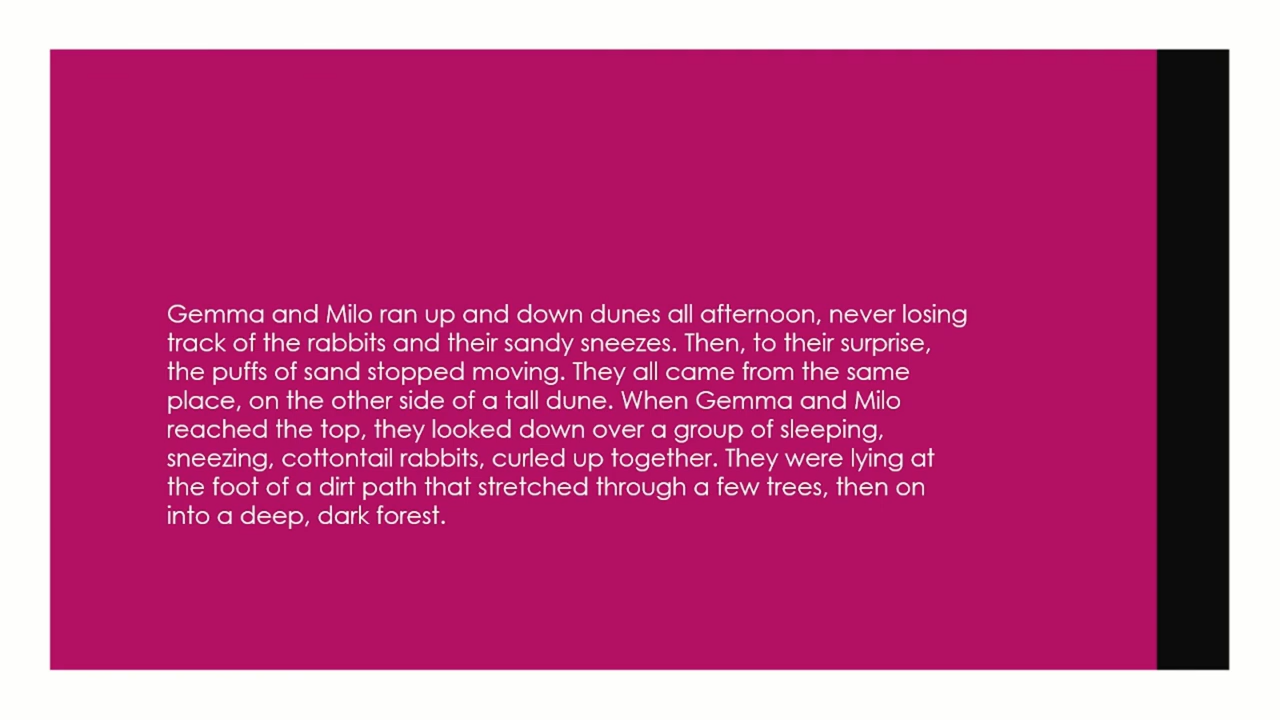 Gemma and Milo ran up and down dunes all afternoon, never losing
track of the rabbits and their sandy sneezes. Then, to their surprise,
the puffs of sand stopped moving. They all came from the same
place, on the other side of a tall dune. When Gemma and Milo
reached the top, they looked down over a group of sleeping,
sneezing, cottontail rabbits, curled up together. They were lying at
the foot of a dirt path that stretched through a few trees, then on
into a deep, dark forest.